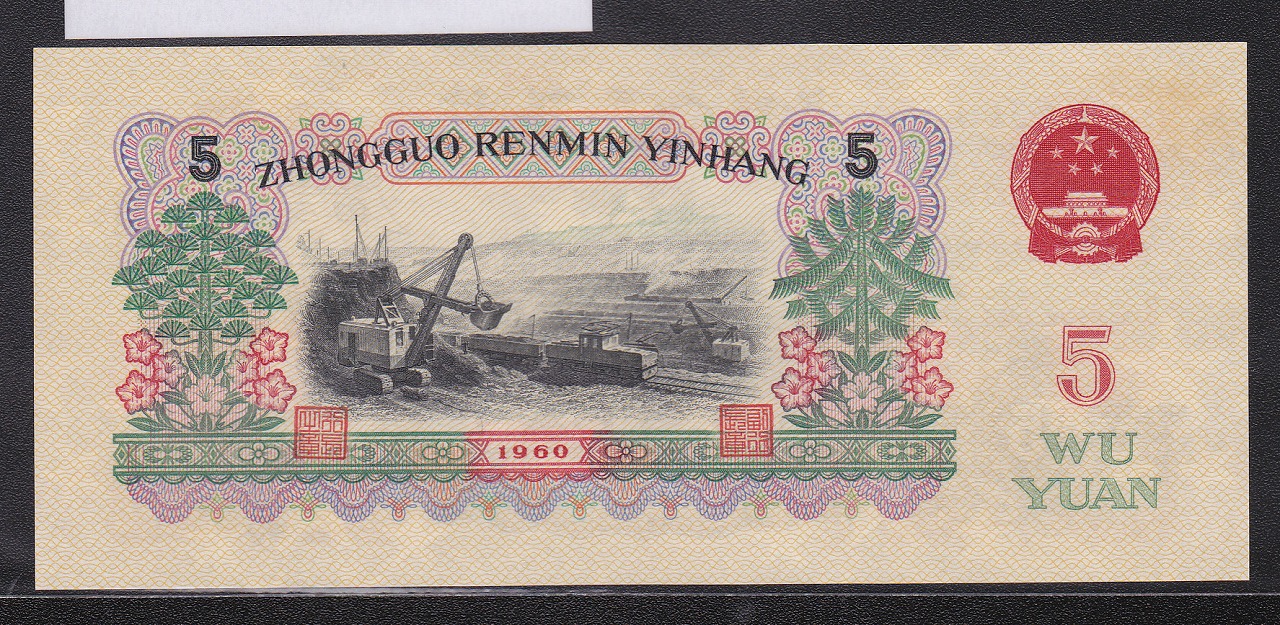 5 ZHONGGUO RENMIN YINHANG 5
5
WU
YUAN
1960